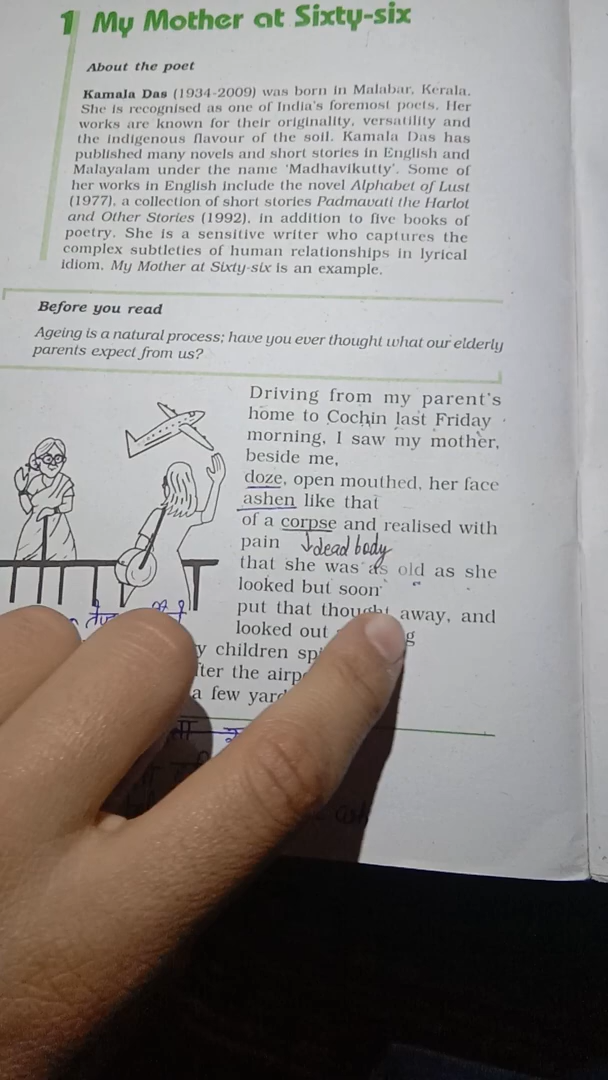 1 My Mother at Sixty-six
About the poet
Kamala Das (1934-2009) was born in Malabar, Kerala.
She is recognised as one of India's foremost poets. Her
works are known for their originality, versatility and
the indigenous flavour of the soil. Kamala Das has
published many novels and short stories in English and
Malayalam under the name 'Madhavikutty'. Some of
her works in English include the novel Alphabet of Lust
(1977), a collection of short stories Padmavati the Harlot
and Other Stories (1992), in addition to five books of
poetry. She is a sensitive writer who captures the
complex subtleties of human relationships in lyrical
idiom. My Mother at Sixty-six is an example.
Before you read
Ageing is a natural process; have you ever thought what our elderly
parents expect from us?
Driving from my parent's
home to Cochin last Friday
morning, I saw my mother,
beside me,
doze, open mouthed, her face
ashen like that
of a corpse and realised with
pain
dead body
that she was as old as she
looked but soon
put that thought away, and
looked out
children
the
a few